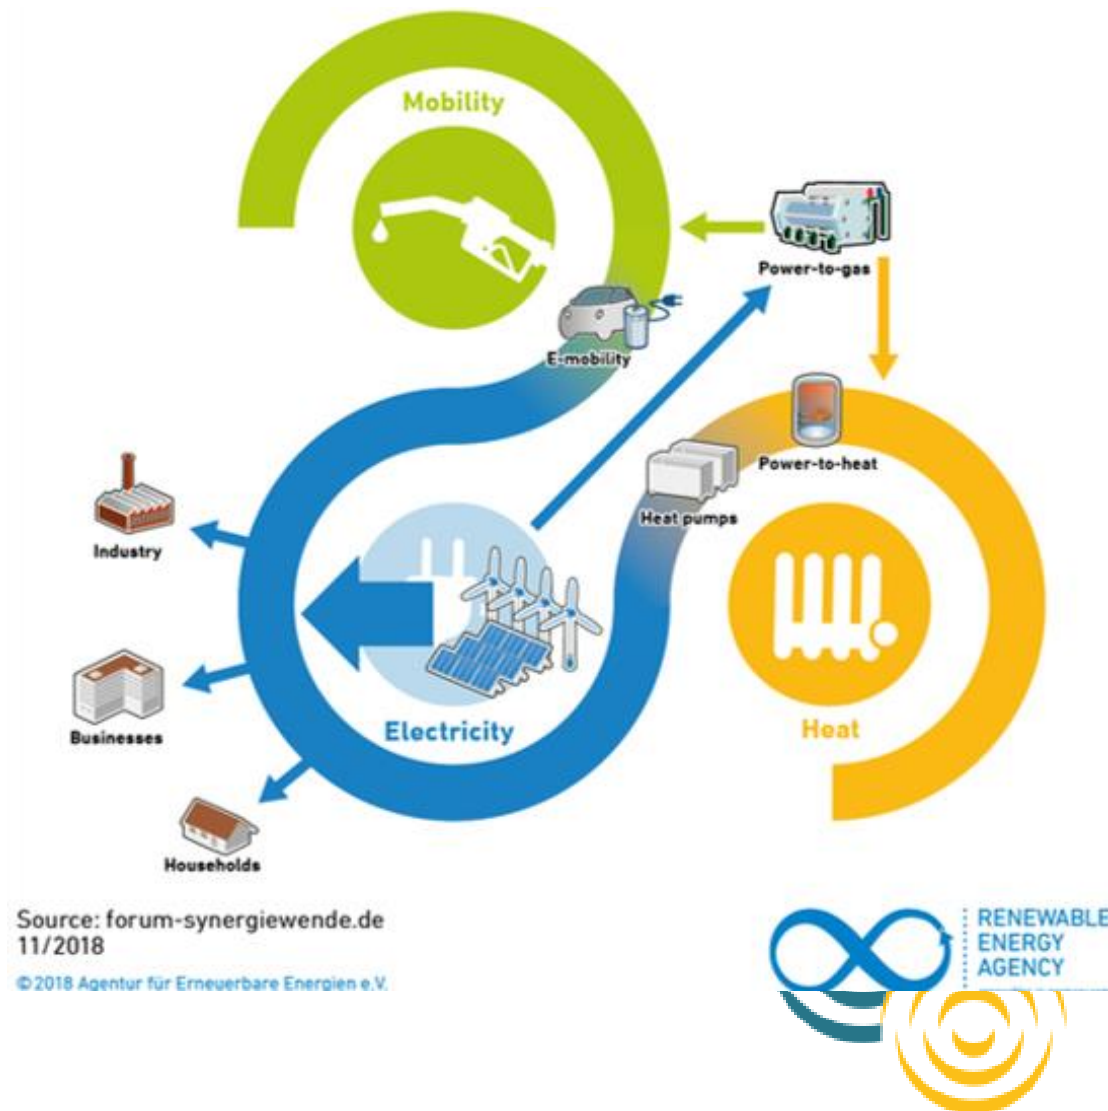 Mobility
Power-to-gas
E-mobility
Power-to-heat
Heat pumps
Industry
Businesses
Electricity
Heat
Households
Source: forum-synergiewende.de
11/2018
© 2018 Agentur für Erneuerbare Energien e.V.
RENEWABLE
ENERGY
AGENCY